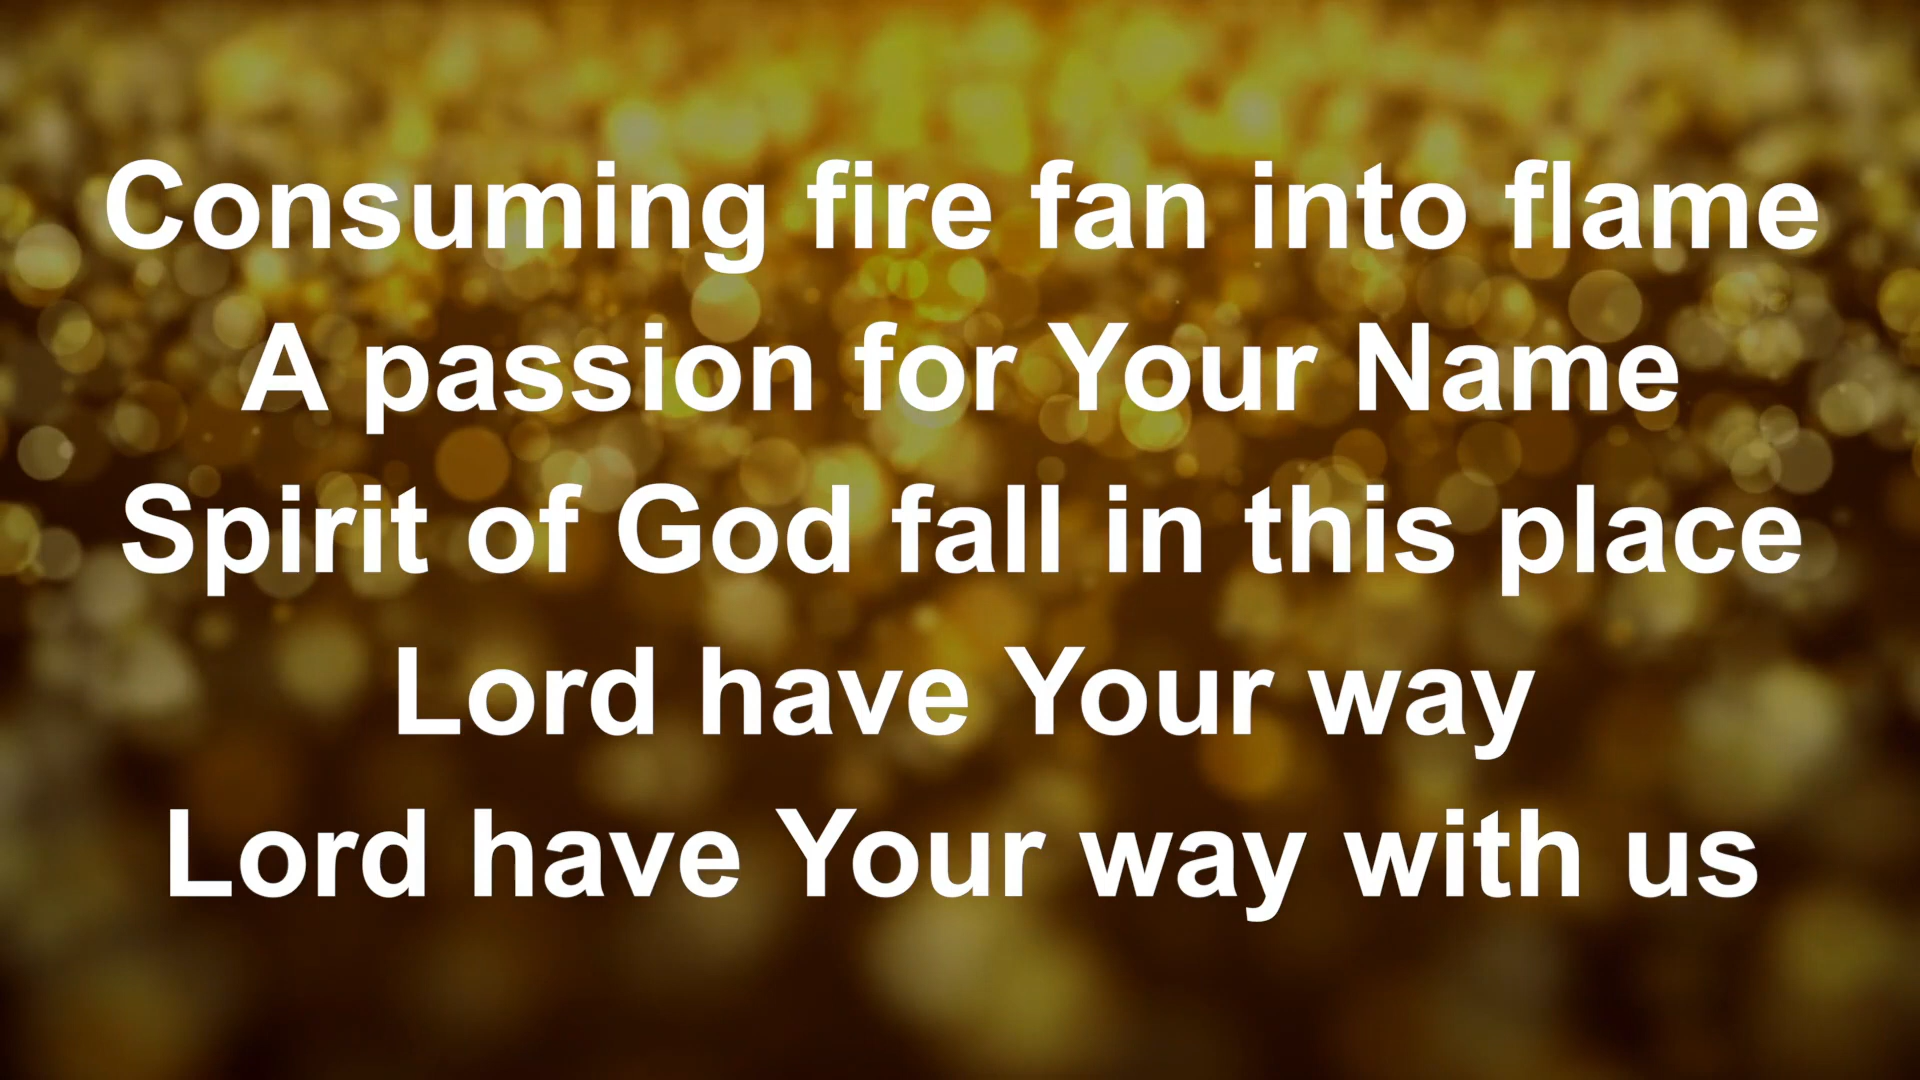 Consuming fire fan into flame
A passion for Your Name
Spirit of God fall in this place
Lord have Your way
Lord have Your way with us